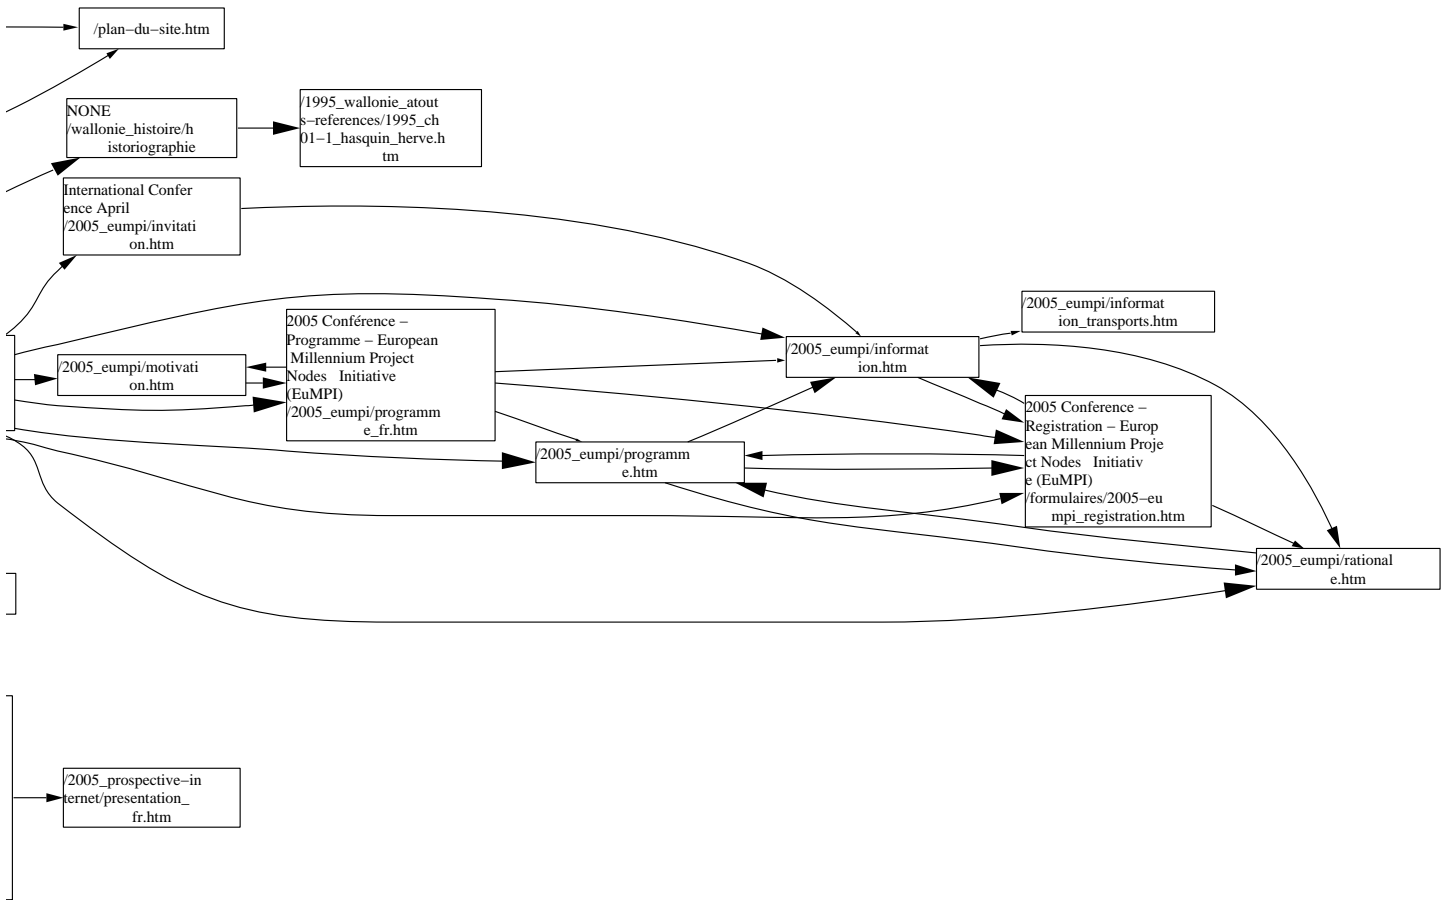 /plan−du−site.htm
NONE
/wallonie_histoire/h
istoriographie
/1995_wallonie_atout
s−references/1995_ch
01−1_hasquin_herve.h
tm
International Confer
ence April
/2005_eumpi/invitati
on.htm
/2005_eumpi/motivati
on.htm
2005 Conférence −
Programme − European
Millennium Project
Nodes Initiative
(EuMPI)
/2005_eumpi/programm
e_fr.htm
/2005_eumpi/programm
e.htm
/2005_eumpi/informat
ion.htm
/2005_eumpi/informat
ion_transports.htm
2005 Conference −
Registration − Europ
ean Millennium Proje
ct Nodes Initiativ
e (EuMPI)
/formulaires/2005−eu
mpi_registration.htm
/2005_eumpi/rational
e.htm
/2005_prospective−in
ternet/presentation_
fr.htm